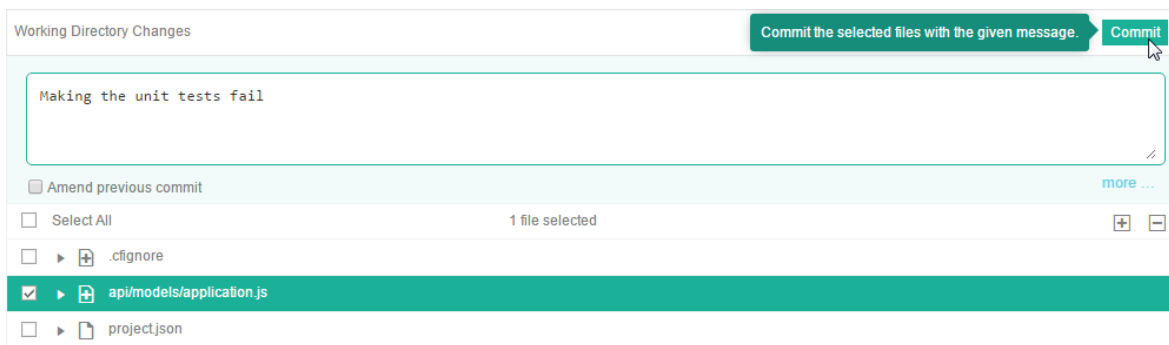 Working Directory Changes
Commit the selected files with the given message.
Commit
Making the unit tests fail
Amend previous commit
more ...
Select All
1 file selected
.cfignore
api/models/application.js
project.json